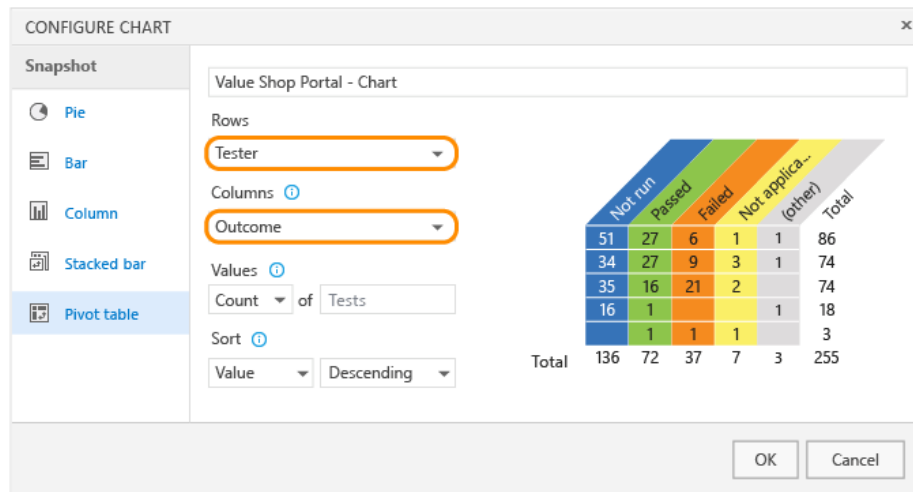 CONFIGURE CHART
x
Snapshot
Pie
Bar
Column
Stacked bar
Pivot table
Value Shop Portal - Chart
Rows
Tester
Columns
Outcome
Values
Count of Tests
Sort
Value Descending
Not run Passed Failed Not applica... (other) Total
51 27 6 1 1 86
34 27 9 3 1 74
35 16 21 2 74
16 1 1 18
1 1 1 3
Total 136 72 37 7 3 255
OK Cancel